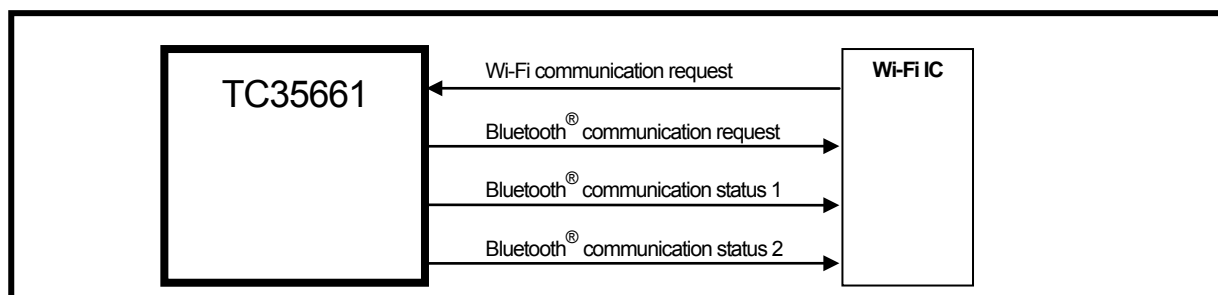 TC35661
Wi-Fi communication request
Wi-Fi IC
Bluetooth® communication request
Bluetooth® communication status 1
Bluetooth® communication status 2